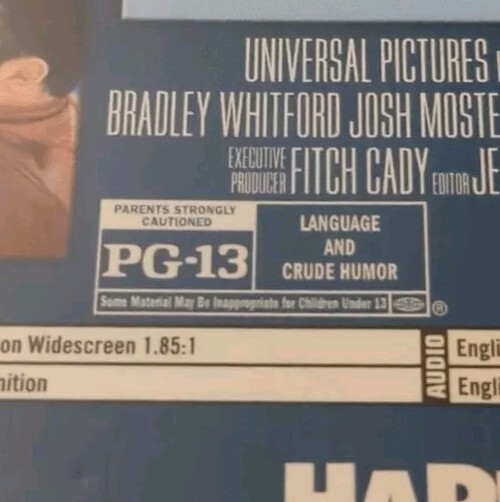 UNIVERSAL PICTURES
BRADLEY WHITFORD JOSH MOSTE
EXECUTIVE PRODUCER FITCH CADY EDITOR JE
PARENTS STRONGLY
CAUTIONED
PG-13
LANGUAGE
AND
CRUDE HUMOR
Some Material May Be Inappropriate for Children Under 13
®
on Widescreen 1.85:1
nition
AUDIO
Engli
Engli
HAP